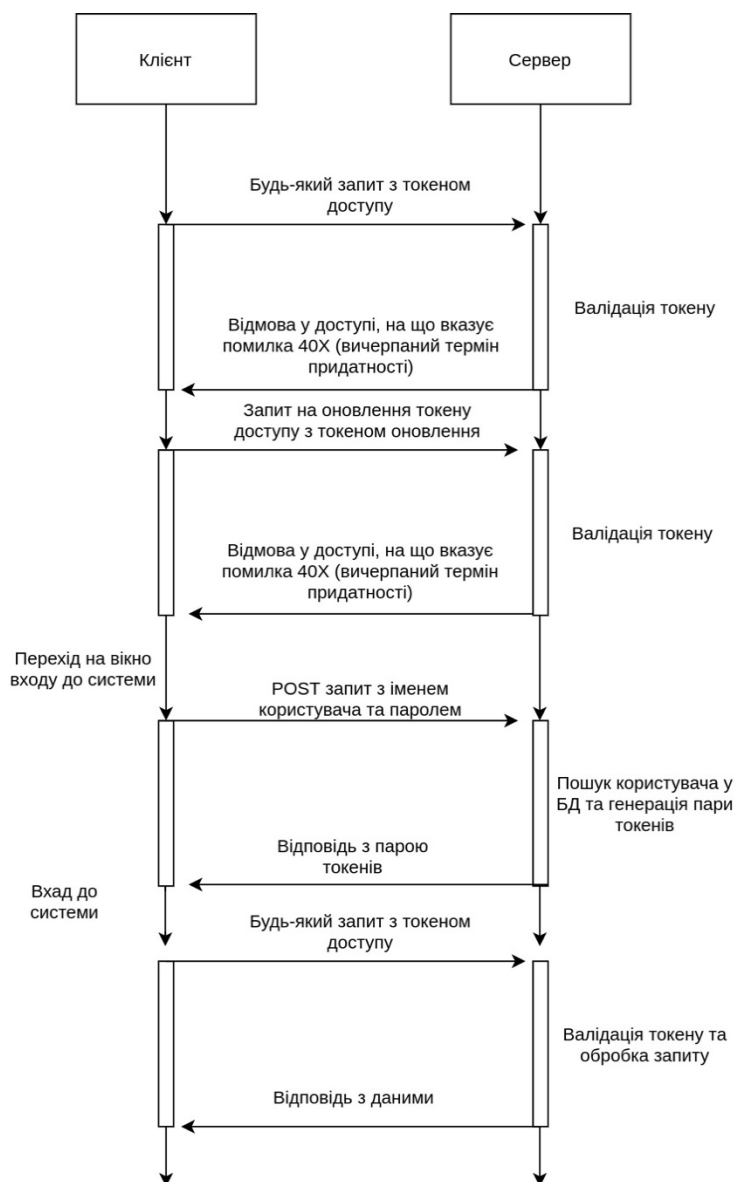 Клієнт
Сервер
Будь-який запит з токеном
доступу
Валідація токену
Відмова у доступі, на що вказує
помилка 40X (вичерпаний термін
придатності)
Запит на оновлення токену
доступу з токеном оновлення
Валідація токену
Відмова у доступі, на що вказує
помилка 40X (вичерпаний термін
придатності)
Перехід на вікно
входу до системи
POST запит з іменем
користувача та паролем
Пошук користувача у
БД та генерація пари
токенів
Відповідь з парою
токенів
Вхад до
системи
Будь-який запит з токеном
доступу
Валідація токену та
обробка запиту
Відповідь з даними